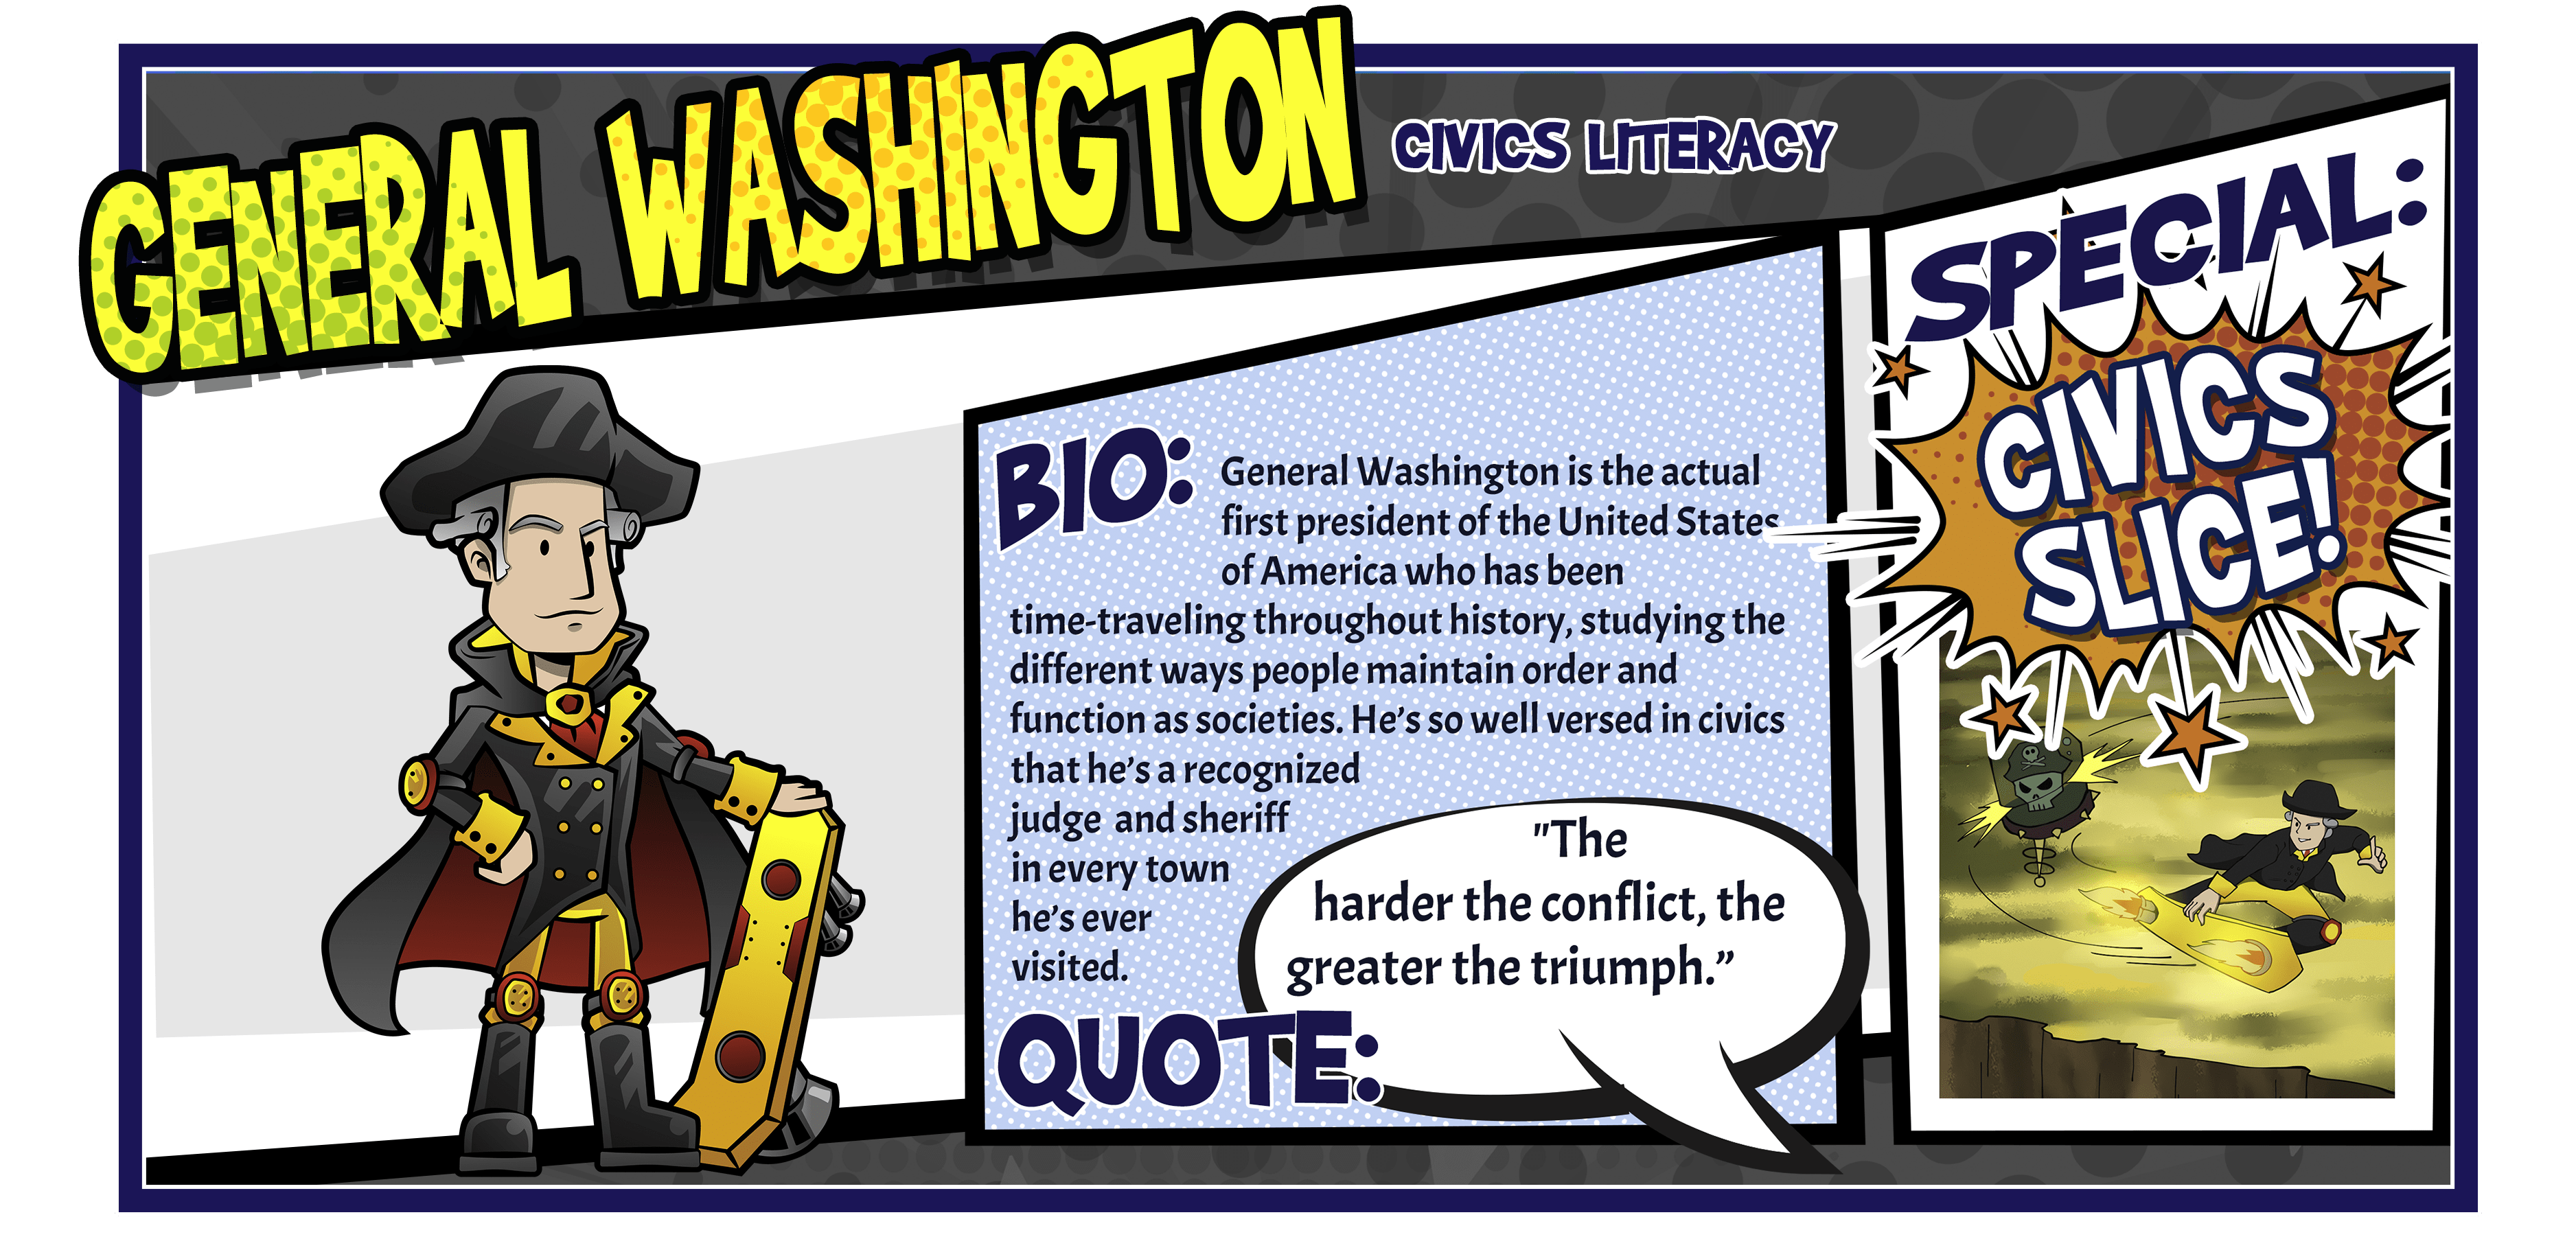 GENERAL WASHINGTON
CIVICS LITERACY
BIO:
General Washington is the actual
first president of the United States
of America who has been
time-traveling throughout history, studying the
different ways people maintain order and
function as societies. He’s so well versed in civics
that he’s a recognized
judge  and sheriff
in every town
he’s ever
visited.
QUOTE:
"The
harder the conflict, the
greater the triumph.”
SPECIAL:
CIVICS
SLICE!